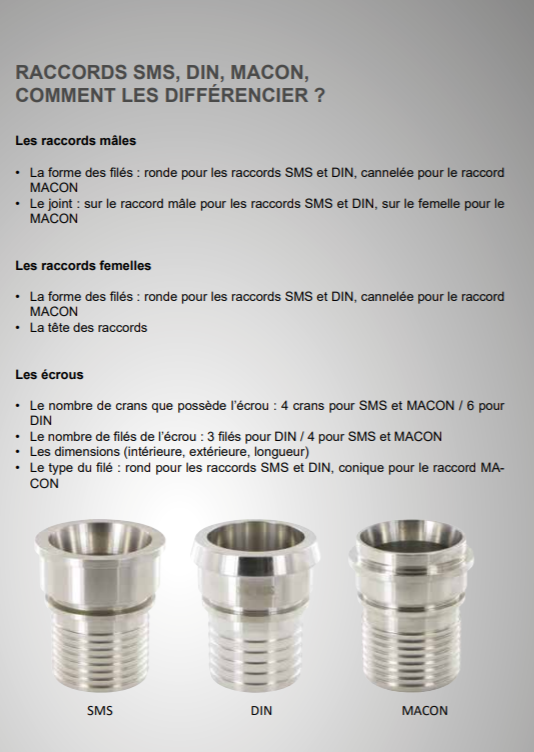 RACCORDS SMS, DIN, MACON,
COMMENT LES DIFFÉRENCIER ?
Les raccords mâles
• La forme des filés : ronde pour les raccords SMS et DIN, cannelée pour le raccord
MACON
• Le joint : sur le raccord mâle pour les raccords SMS et DIN, sur le femelle pour le
MACON
Les raccords femelles
• La forme des filés : ronde pour les raccords SMS et DIN, cannelée pour le raccord
MACON
• La tête des raccords
Les écrous
• Le nombre de crans que possède l'écrou : 4 crans pour SMS et MACON / 6 pour
DIN
• Le nombre de filés de l'écrou : 3 filés pour DIN / 4 pour SMS et MACON
• Les dimensions (intérieure, extérieure, longueur)
• Le type du filé : rond pour les raccords SMS et DIN, conique pour le raccord MA-
CON
SMS
DIN
MACON